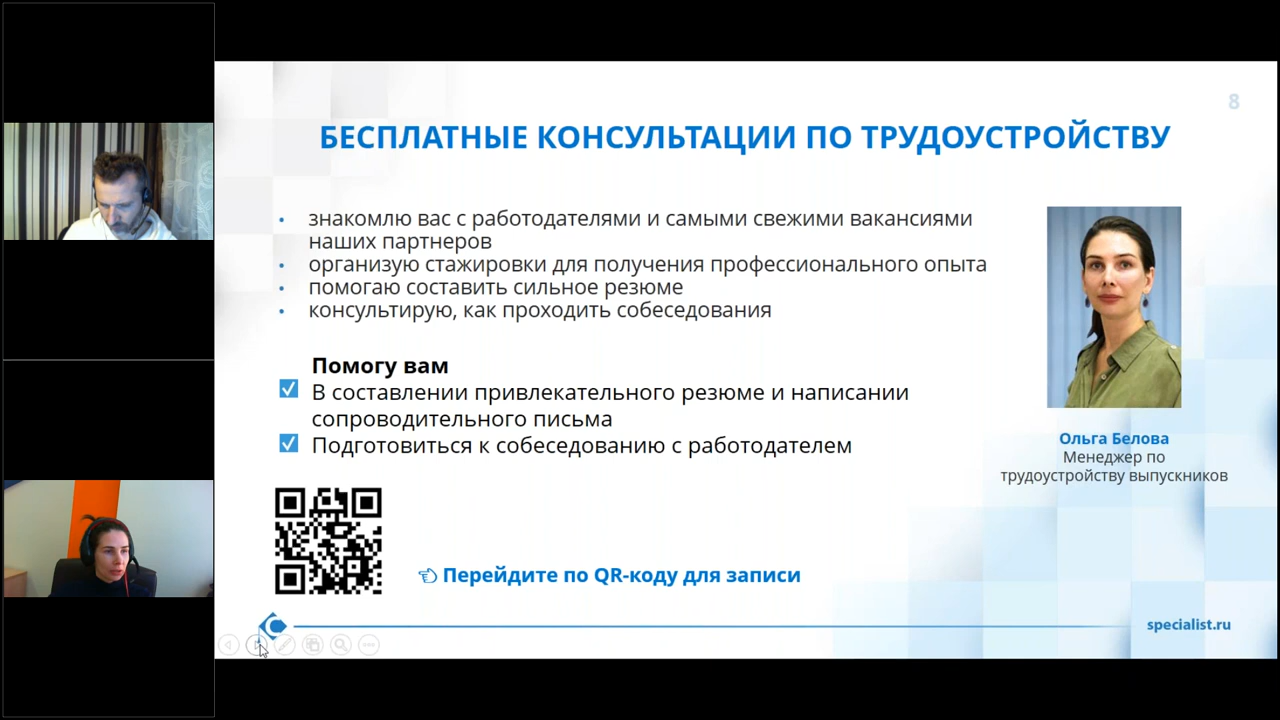 8
БЕСПЛАТНЫЕ КОНСУЛЬТАЦИИ ПО ТРУДОУСТРОЙСТВУ
• знакомлю вас с работодателями и самыми свежими вакансиями
наших партнеров
• организую стажировки для получения профессионального опыта
• помогаю составить сильное резюме
• консультирую, как проходить собеседования
Помогу вам
В составлении привлекательного резюме и написании
сопроводительного письма
Подготовиться к собеседованию с работодателем
Ольга Белова
Менеджер по
трудоустройству выпускников
Перейдите по QR-коду для записи
specialist.ru